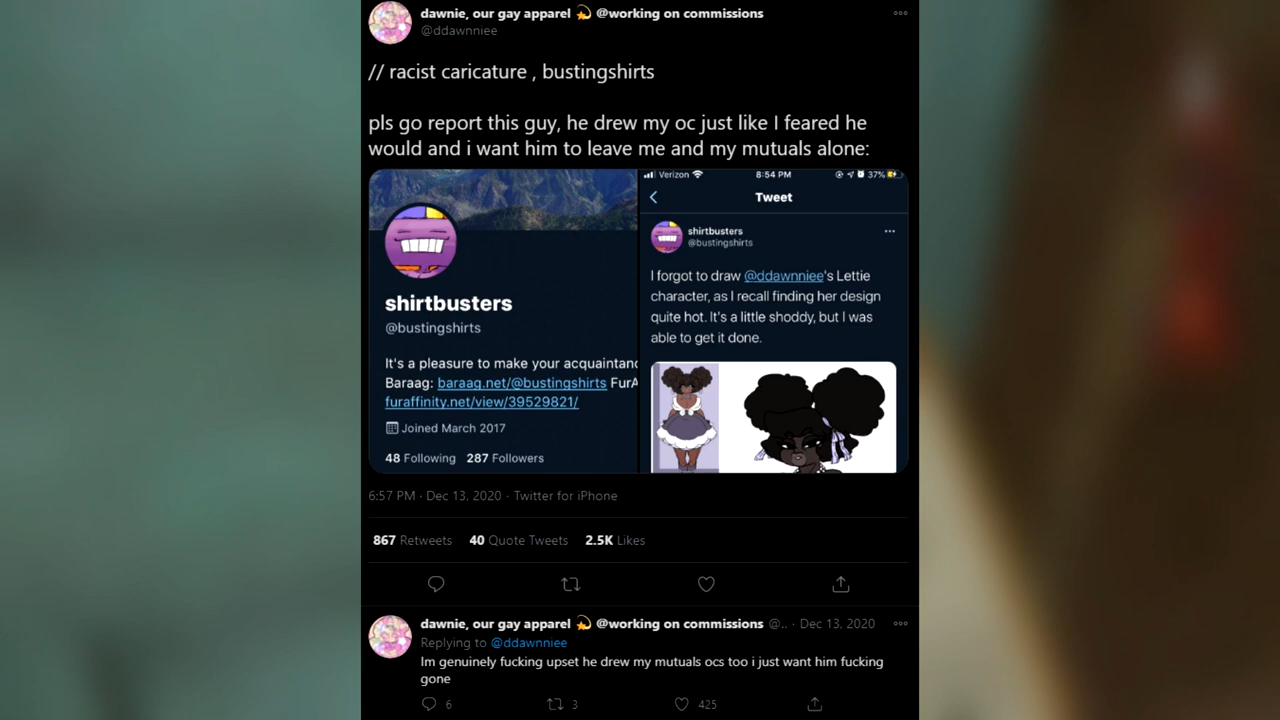 dawnie, our gay apparel 💫 @working on commissions
@ddawnniee
// racist caricature , bustingshirts
pls go report this guy, he drew my oc just like I feared he
would and i want him to leave me and my mutuals alone:
shirtbusters
@bustingshirts
It's a pleasure to make your acquaintanc
Baraag: baraag.net/@bustingshirts FurA
furaffinity.net/view/39529821/
Joined March 2017
48 Following 287 Followers
Verizon 8:54 PM 37%
Tweet
shirtbusters
@bustingshirts
I forgot to draw @ddawnniee's Lettie
character, as I recall finding her design
quite hot. It's a little shoddy, but I was
able to get it done.
6:57 PM · Dec 13, 2020 · Twitter for iPhone
867 Retweets 40 Quote Tweets 2.5K Likes
dawnie, our gay apparel 💫 @working on commissions @.. · Dec 13, 2020
Replying to @ddawnniee
Im genuinely fucking upset he drew my mutuals ocs too i just want him fucking
gone
6 3 425